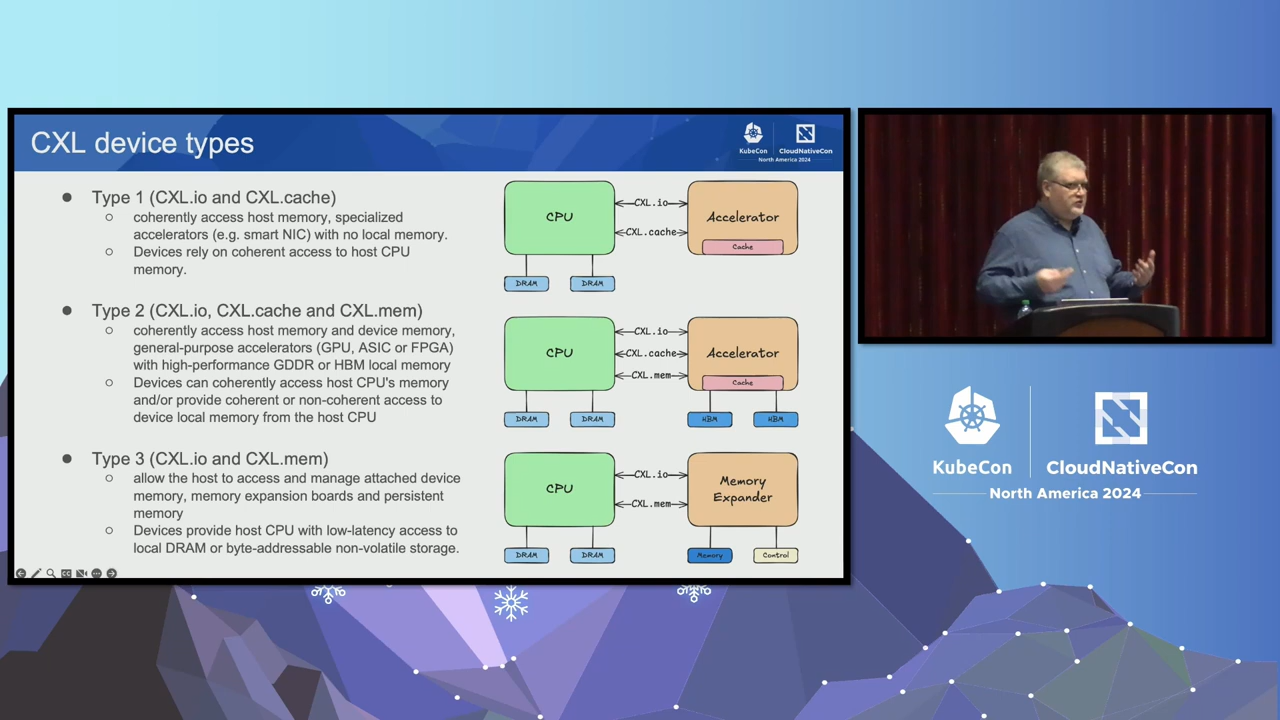 CXL device types
KubeCon
CloudNativeCon
North America 2024
● Type 1 (CXL.io and CXL.cache)
○ coherently access host memory, specialized
accelerators (e.g. smart NIC) with no local memory.
○ Devices rely on coherent access to host CPU
memory.
● Type 2 (CXL.io, CXL.cache and CXL.mem)
○ coherently access host memory and device memory,
general-purpose accelerators (GPU, ASIC or FPGA)
with high-performance GDDR or HBM local memory
○ Devices can coherently access host CPU's memory
and/or provide coherent or non-coherent access to
device local memory from the host CPU
● Type 3 (CXL.io and CXL.mem)
○ allow the host to access and manage attached device
memory, memory expansion boards and persistent
memory
○ Devices provide host CPU with low-latency access to
local DRAM or byte-addressable non-volatile storage.
CPU
CXL.io
CXL.cache
Accelerator
Cache
DRAM
DRAM
CPU
CXL.io
CXL.cache
CXL.mem
Accelerator
Cache
DRAM
DRAM
HBM
HBM
CPU
CXL.io
CXL.mem
Memory
Expander
DRAM
DRAM
Memory
Control
KubeCon
CloudNativeCon
North America 2024